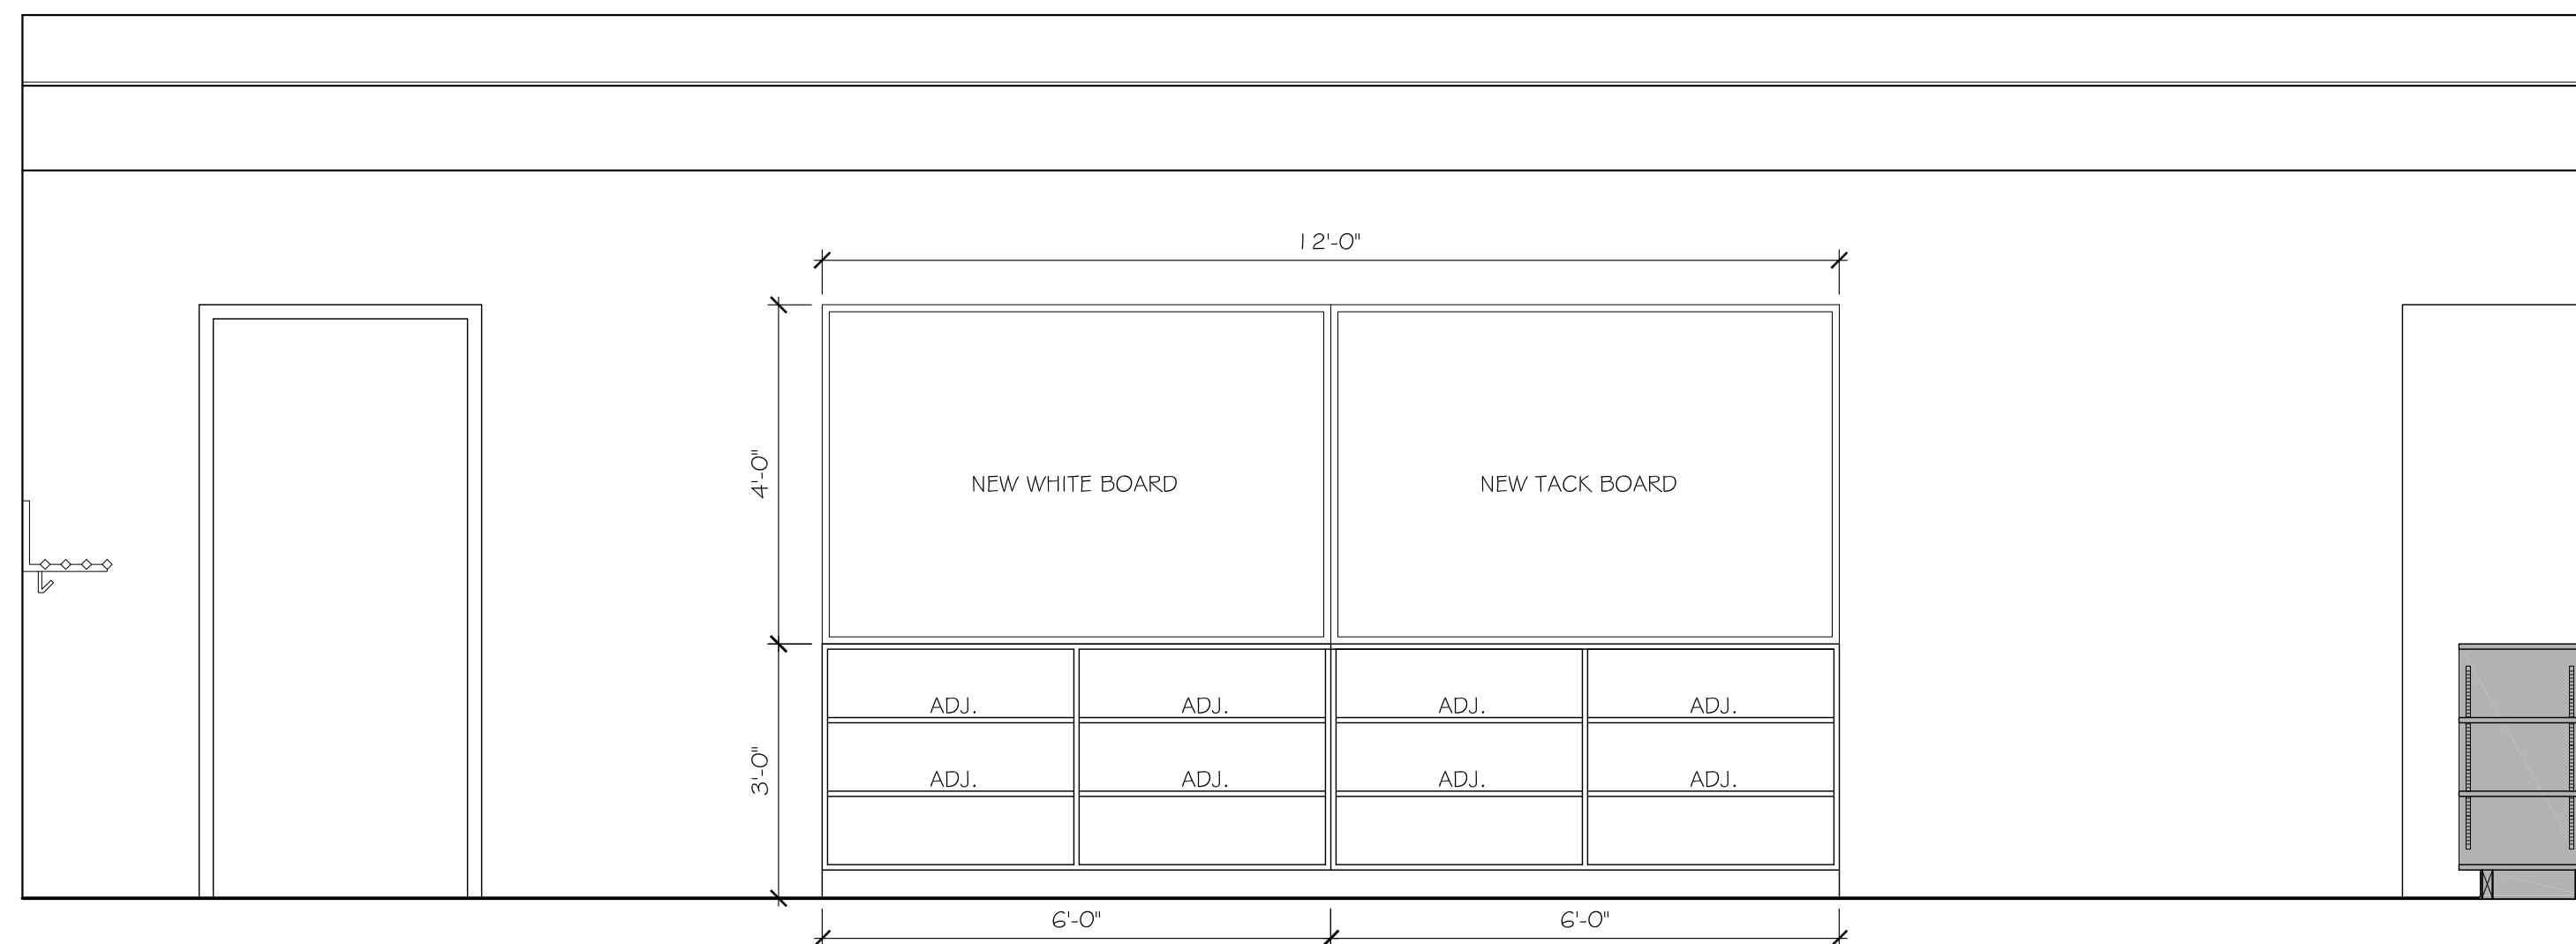 12'-0"
4'-0"
NEW WHITE BOARD
NEW TACK BOARD
3'-0"
ADJ.
ADJ.
ADJ.
ADJ.
ADJ.
ADJ.
ADJ.
ADJ.
6'-0"
6'-0"